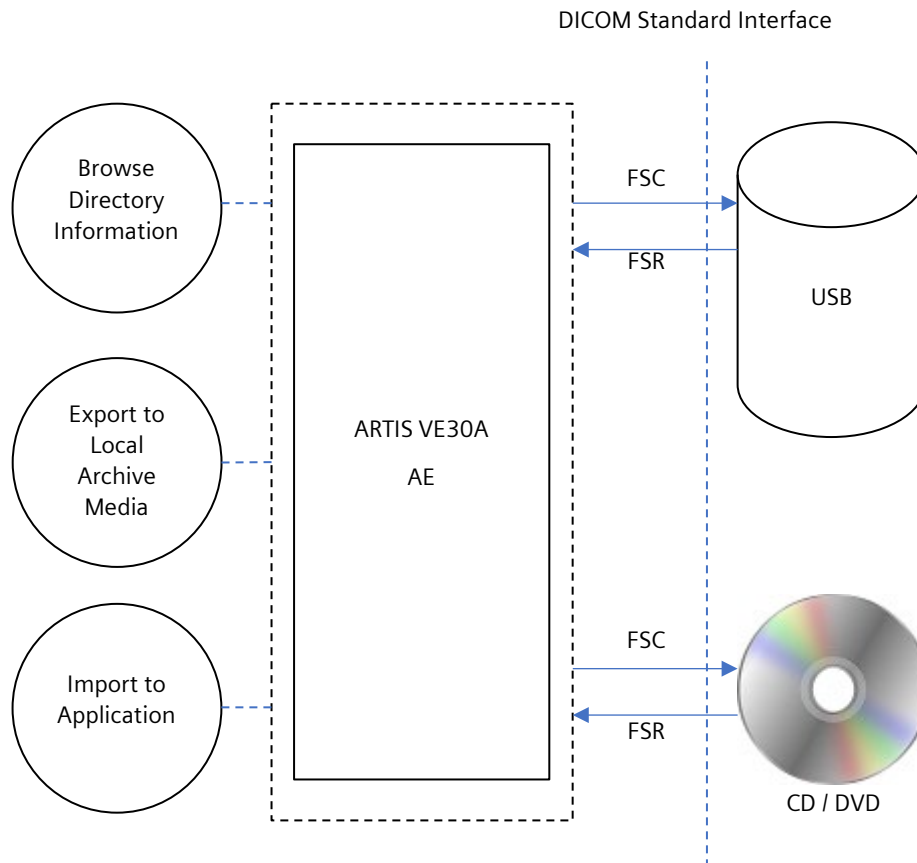 DICOM Standard Interface
Browse
Directory
Information
FSC
FSR
USB
Export to
Local
Archive
Media
ARTIS VE30A
AE
Import to
Application
FSC
FSR
CD / DVD